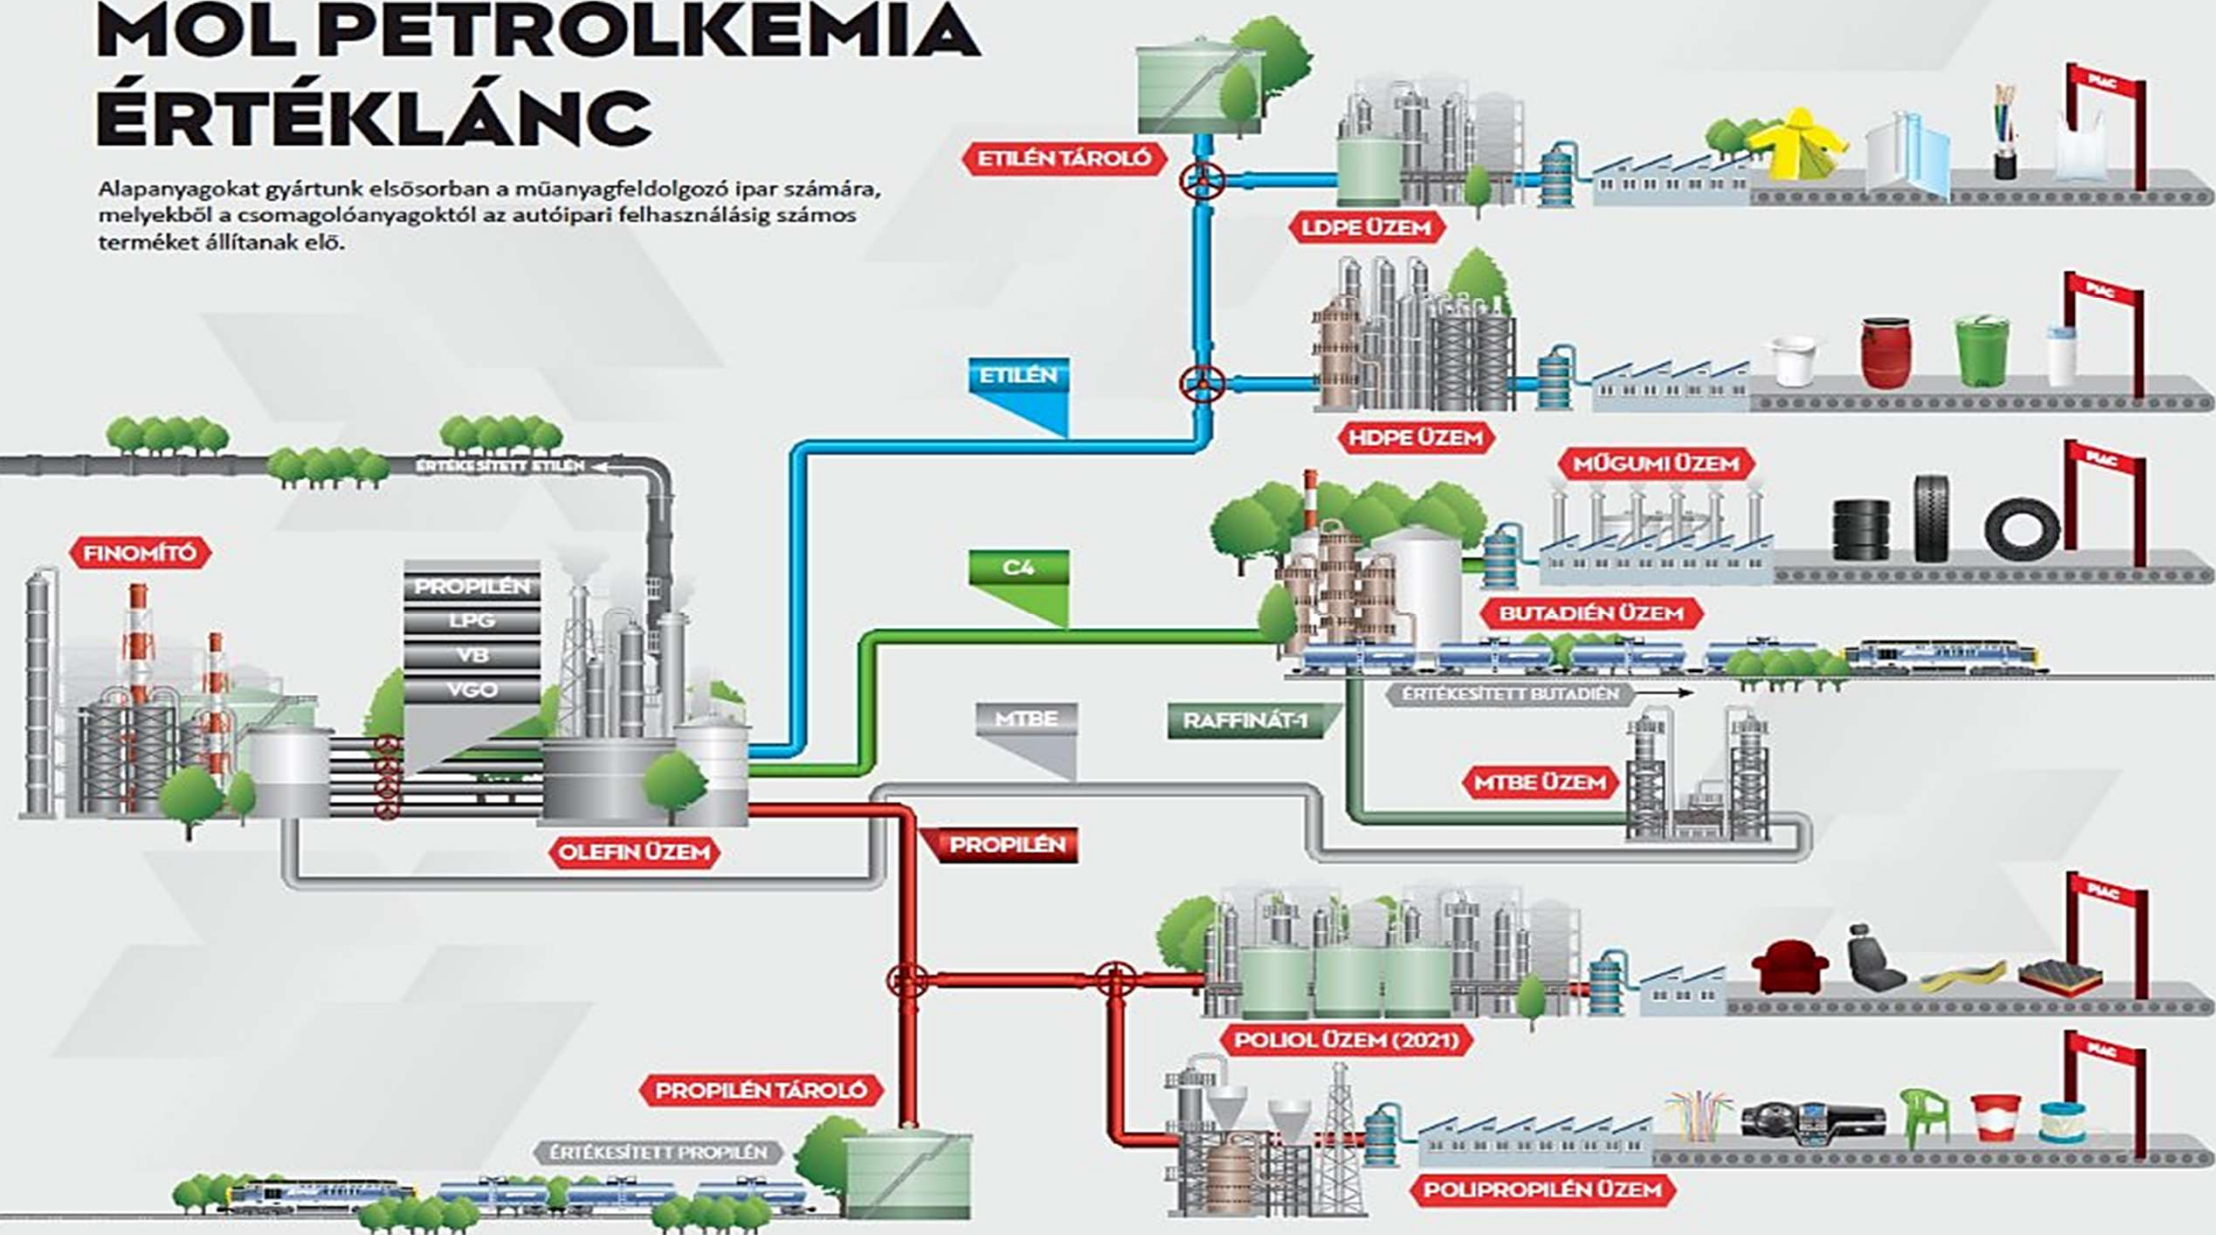 MOL PETROLKÉMIA
ÉRTÉKLÁNC
Alapanyagokat gyártunk elsősorban a műanyagfeldolgozó ipar számára,
melyekből a csomagolóanyagoktól az autóipari felhasználásig számos
terméket állítanak elő.
ETILÉN TÁROLÓ
PIAC
LDPE ÜZEM
PIAC
ETILÉN
HDPE ÜZEM
PIAC
MŰGUMI ÜZEM
ÉRTÉKESÍTETT ETILÉN
FINOMÍTÓ
PROPILÉN
LPG
VB
VGO
C4
BUTADIÉN ÜZEM
ÉRTÉKESÍTETT BUTADIÉN
MTBE
RAFFINÁT-1
MTBE ÜZEM
OLEFIN ÜZEM
PROPILÉN
PIAC
POLIOL ÜZEM (2021)
PIAC
PROPILÉN TÁROLÓ
ÉRTÉKESÍTETT PROPILÉN
POLIPROPILÉN ÜZEM